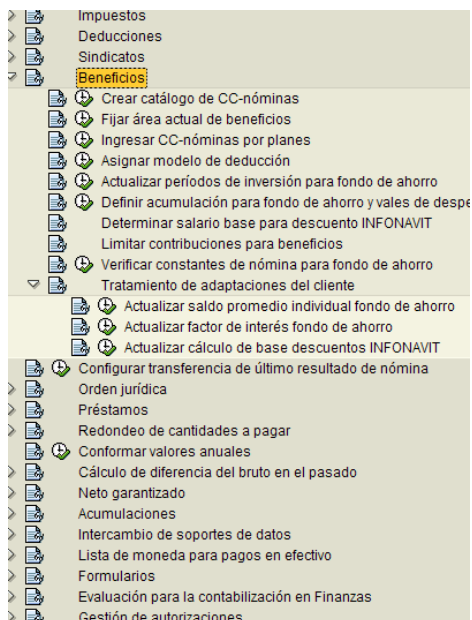 Impuestos
Deducciones
Sindicatos
Beneficios
Crear catálogo de CC-nóminas
Fijar área actual de beneficios
Ingresar CC-nóminas por planes
Asignar modelo de deducción
Actualizar períodos de inversión para fondo de ahorro
Definir acumulación para fondo de ahorro y vales de despe
Determinar salario base para descuento INFONAVIT
Limitar contribuciones para beneficios
Verificar constantes de nómina para fondo de ahorro
Tratamiento de adaptaciones del cliente
Actualizar saldo promedio individual fondo de ahorro
Actualizar factor de interés fondo de ahorro
Actualizar cálculo de base descuentos INFONAVIT
Configurar transferencia de último resultado de nómina
Orden jurídica
Préstamos
Redondeo de cantidades a pagar
Conformar valores anuales
Cálculo de diferencia del bruto en el pasado
Neto garantizado
Acumulaciones
Intercambio de soportes de datos
Lista de moneda para pagos en efectivo
Formularios
Evaluación para la contabilización en Finanzas
Gestión de autorizaciones